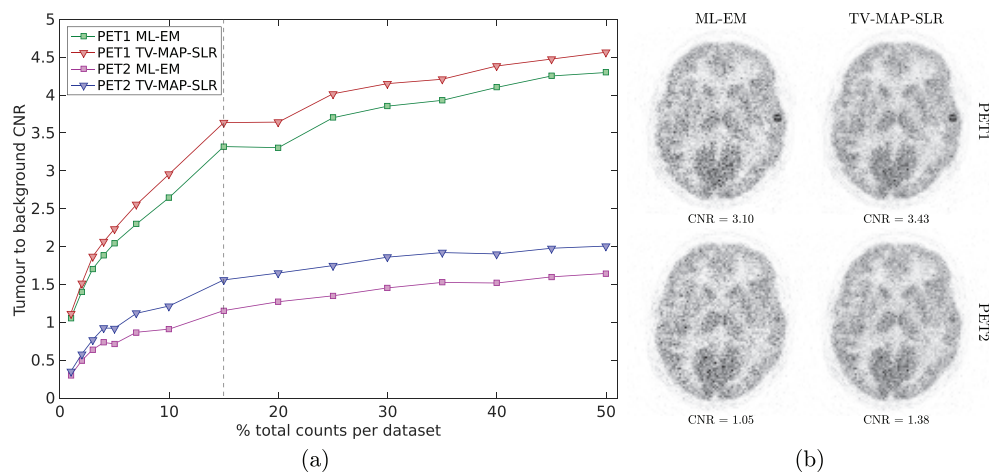 PET1 ML-EM
PET1 TV-MAP-SLR
PET2 ML-EM
PET2 TV-MAP-SLR
5
4.5
4
3.5
3
2.5
2
1.5
1
0.5
0
Tumour to background CNR
0 10 20 30 40 50
% total counts per dataset
(a)
ML-EM TV-MAP-SLR
PET1
CNR = 3.10 CNR = 3.43
PET2
CNR = 1.05 CNR = 1.38
(b)